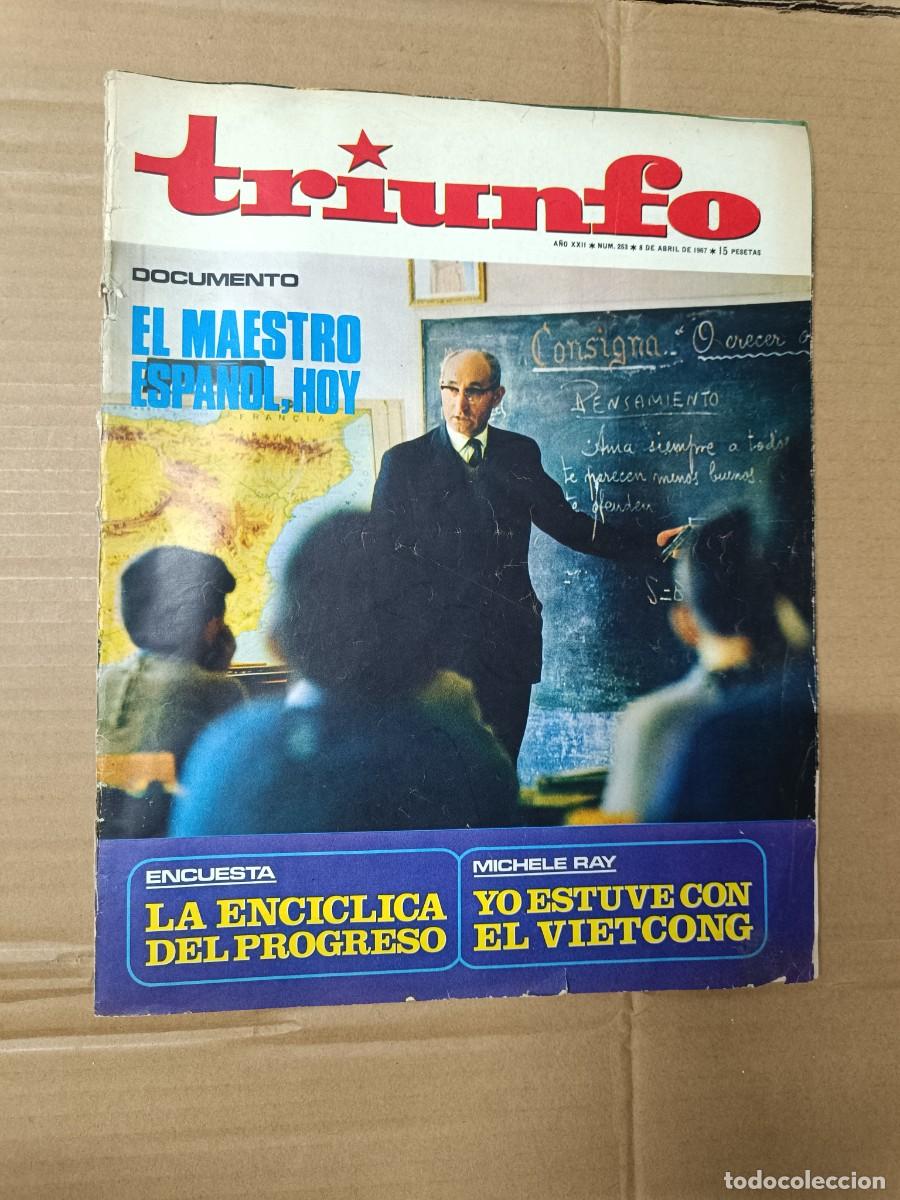 triunfo
AÑO XXII ✱ NUM. 253 ✱ 8 DE ABRIL DE 1967 ✱ 15 PESETAS
DOCUMENTO
EL MAESTRO
ESPAÑOL, HOY
FRANCIA
Consigna.. "O crecer o
PENSAMIENTO
Ama siempre a todos
te parecen menos buenos.
te ofenden
S=B
ENCUESTA
LA ENCICLICA
DEL PROGRESO
MICHELE RAY
YO ESTUVE CON
EL VIETCONG
todocoleccion